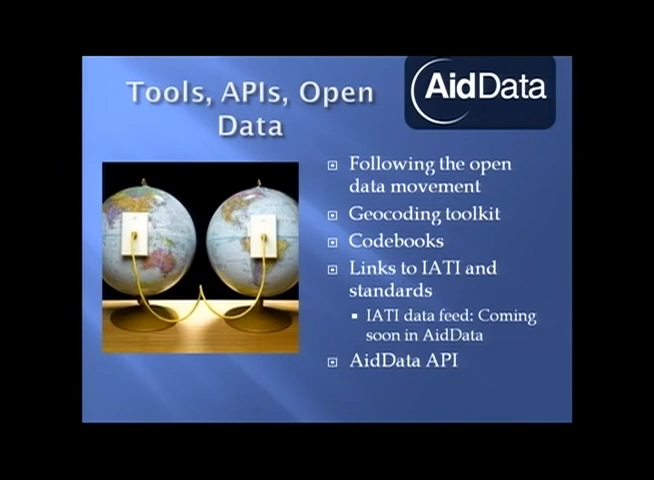 Tools, APIs, Open
Data
AidData
Following the open
data movement
Geocoding toolkit
Codebooks
Links to IATI and
standards
IATI data feed: Coming
soon in AidData
AidData API